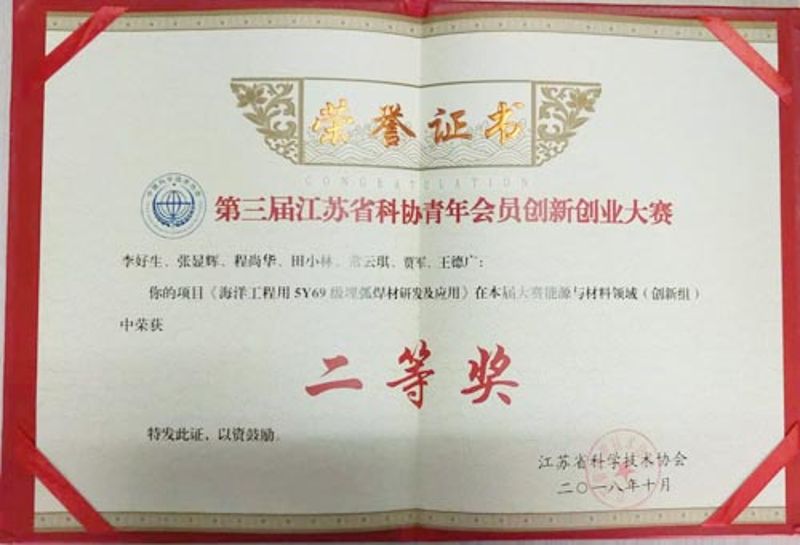 荣誉证书
CONGRATULATION
第三届江苏省科协青年会员创新创业大赛
李好生、张显辉、程尚华、田小林、常云琪、贾军、王德广：
你的项目《海洋工程用5Y69级埋弧焊材研发及应用》在本届大赛能源与材料领域（创新组）
中荣获
二等奖
特发此证，以资鼓励。
江苏省科学技术协会
二〇一八年十月